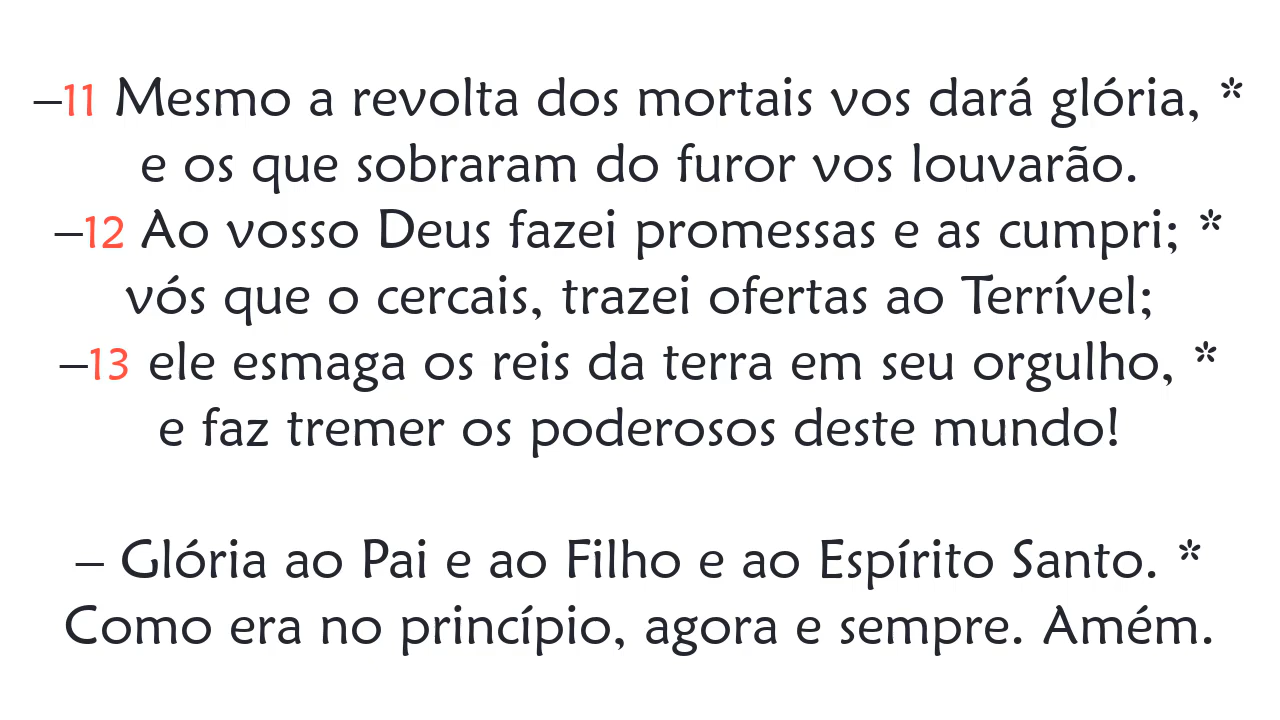 –11 Mesmo a revolta dos mortais vos dará glória, *
e os que sobraram do furor vos louvarão.
–12 Ao vosso Deus fazei promessas e as cumpri; *
vós que o cercais, trazei ofertas ao Terrível;
–13 ele esmaga os reis da terra em seu orgulho, *
e faz tremer os poderosos deste mundo!
– Glória ao Pai e ao Filho e ao Espírito Santo. *
Como era no princípio, agora e sempre. Amém.